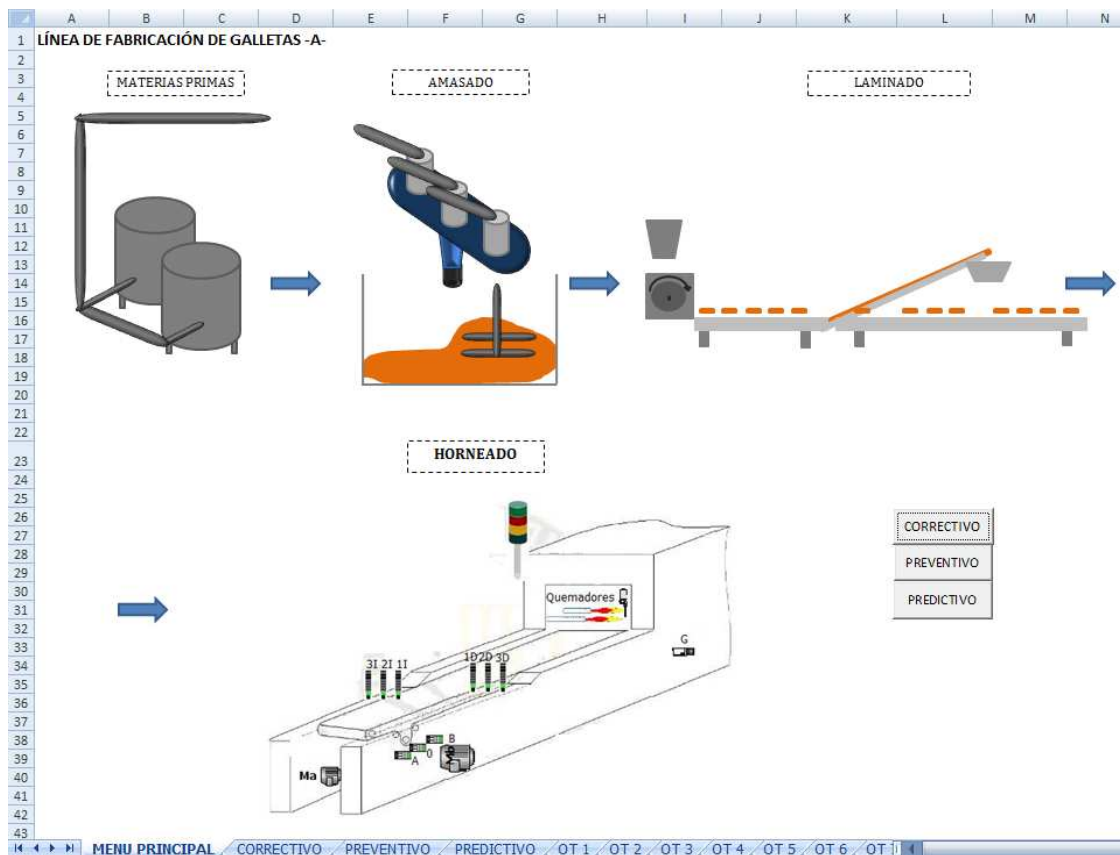 A B C D E F G H I J K L M N
1 LÍNEA DE FABRICACIÓN DE GALLETAS -A-
2
3 MATERIAS PRIMAS AMASADO LAMINADO
4
5
6
7
8
9
10
11
12
13
14
15
16
17
18
19
20
21
22
23 HORNEADO
24
25
26
27 CORRECTIVO
28
29 PREVENTIVO
30
31 PREDICTIVO
Quemadores
32
33 G
34 3I 2I 1I 1D 2D 3D
35
36
37
38 B
39 A 0
40 Ma
41
42
43
MENU PRINCIPAL CORRECTIVO PREVENTIVO PREDICTIVO OT 1 OT 2 OT 3 OT 4 OT 5 OT 6